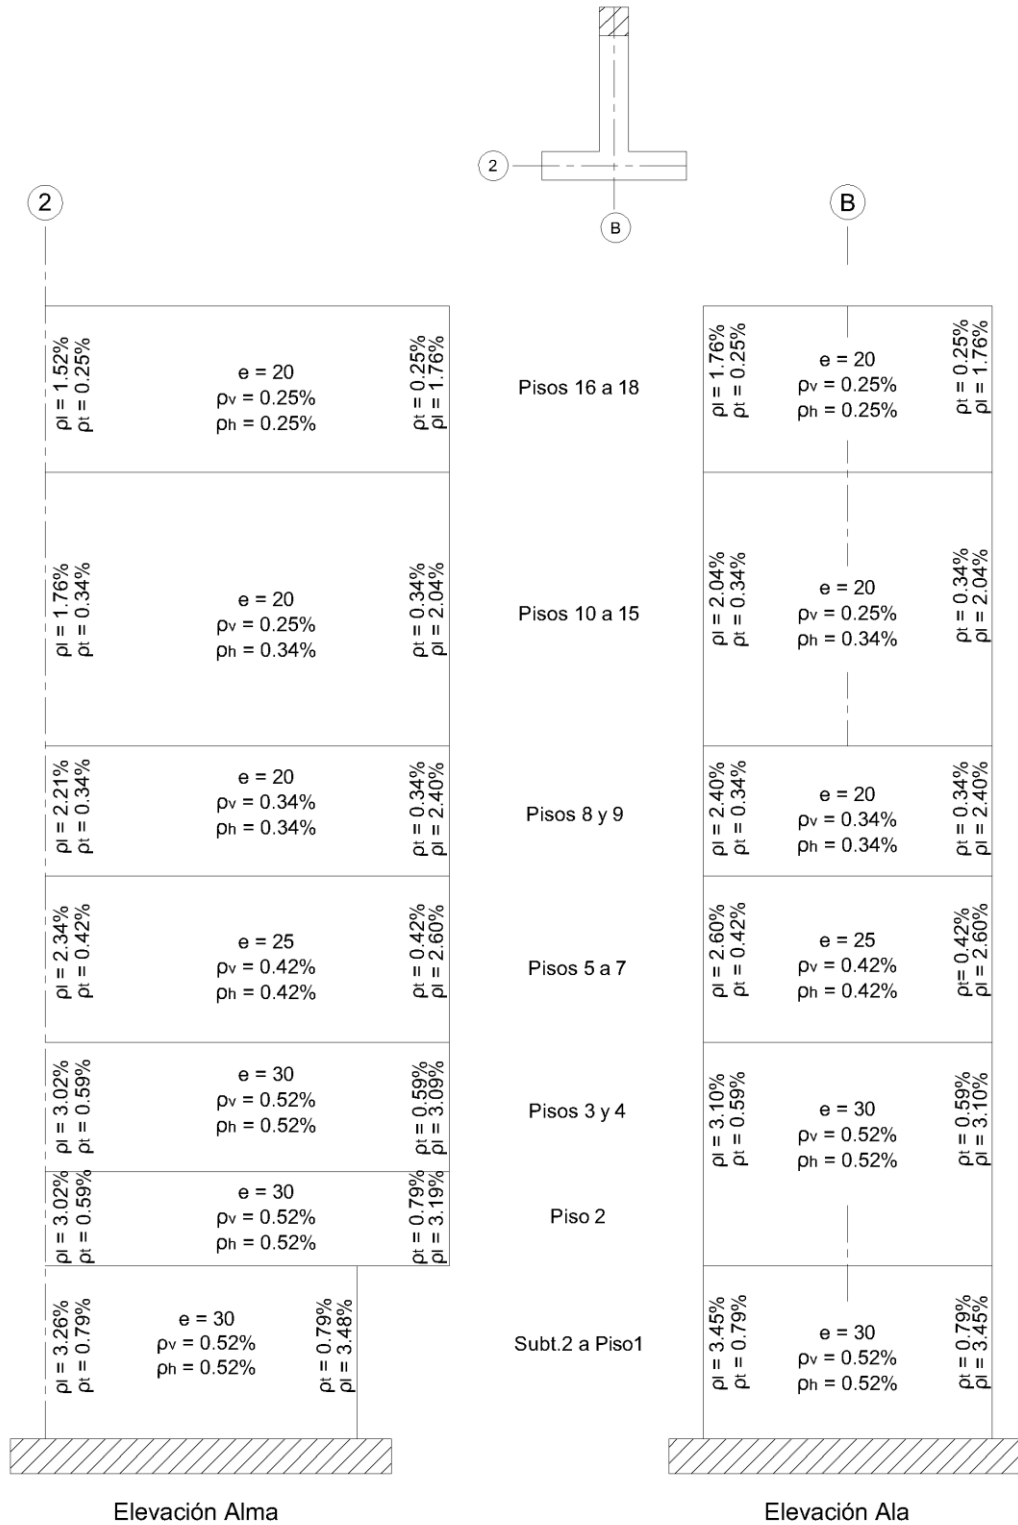 2
B
2
B
ρl = 1.52%
ρt = 0.25%
e = 20
ρv = 0.25%
ρh = 0.25%
ρt = 0.25%
ρl = 1.76%
Pisos 16 a 18
ρl = 1.76%
ρt = 0.25%
e = 20
ρv = 0.25%
ρh = 0.25%
ρt = 0.25%
ρl = 1.76%
ρl = 1.76%
ρt = 0.34%
e = 20
ρv = 0.25%
ρh = 0.34%
ρt = 0.34%
ρl = 2.04%
Pisos 10 a 15
ρl = 2.04%
ρt = 0.34%
e = 20
ρv = 0.25%
ρh = 0.34%
ρt = 0.34%
ρl = 2.04%
ρl = 2.21%
ρt = 0.34%
e = 20
ρv = 0.34%
ρh = 0.34%
ρt = 0.34%
ρl = 2.40%
Pisos 8 y 9
ρl = 2.40%
ρt = 0.34%
e = 20
ρv = 0.34%
ρh = 0.34%
ρt = 0.34%
ρl = 2.40%
ρl = 2.34%
ρt = 0.42%
e = 25
ρv = 0.42%
ρh = 0.42%
ρt = 0.42%
ρl = 2.60%
Pisos 5 a 7
ρl = 2.60%
ρt = 0.42%
e = 25
ρv = 0.42%
ρh = 0.42%
ρt= 0.42%
ρl = 2.60%
ρl = 3.02%
ρt = 0.59%
e = 30
ρv = 0.52%
ρh = 0.52%
ρt = 0.59%
ρl = 3.09%
Pisos 3 y 4
ρl = 3.10%
ρt = 0.59%
e = 30
ρv = 0.52%
ρh = 0.52%
ρt = 0.59%
ρl = 3.10%
ρl = 3.02%
ρt = 0.59%
e = 30
ρv = 0.52%
ρh = 0.52%
ρt = 0.79%
ρl = 3.19%
Piso 2
ρl = 3.26%
ρt = 0.79%
e = 30
ρv = 0.52%
ρh = 0.52%
ρt = 0.79%
ρl = 3.48%
Subt.2 a Piso1
ρl = 3.45%
ρt = 0.79%
e = 30
ρv = 0.52%
ρh = 0.52%
ρt = 0.79%
ρl = 3.45%
Elevación Alma
Elevación Ala